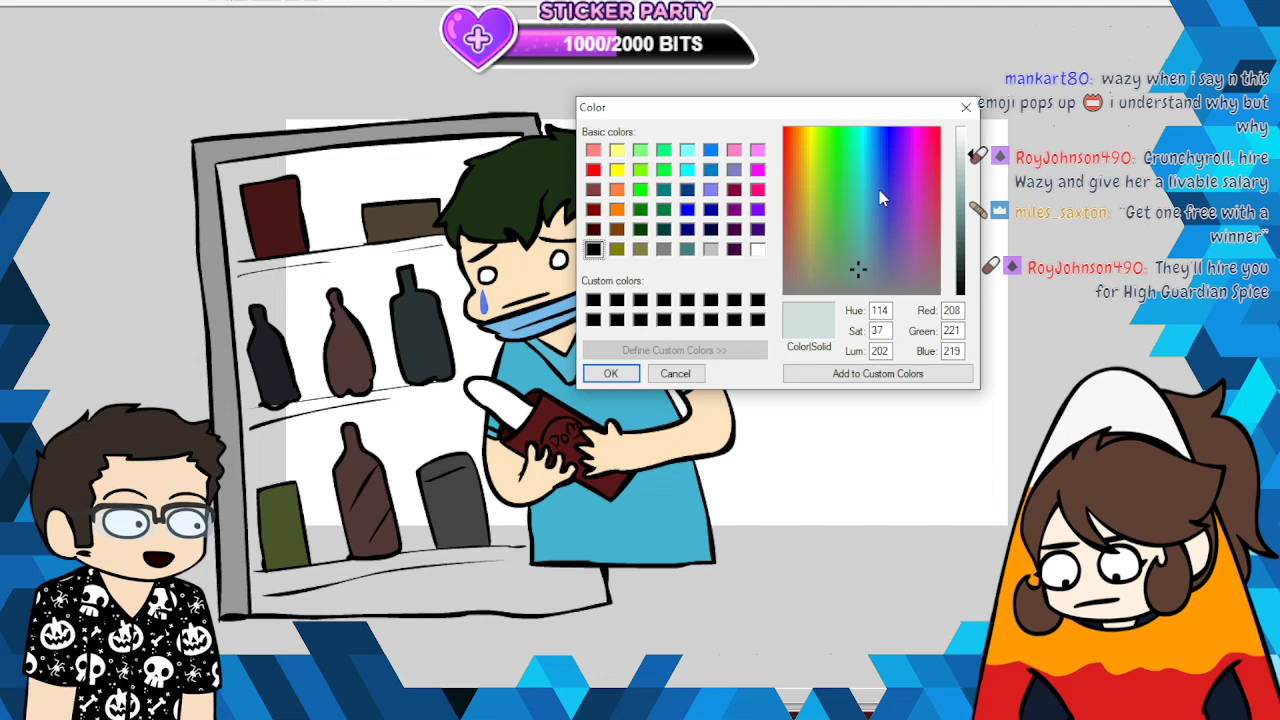 STICKER PARTY
1000/2000 BITS
Color
Basic colors:
Custom colors:
Define Custom Colors >>
OK
Cancel
Color|Solid
Hue: 114
Sat: 37
Lum: 202
Red: 208
Green: 221
Blue: 219
Add to Custom Colors
mankart80: wazy when i say n this
emoji pops up 📛 i understand why but
why
RoyJohnson490: Crunchyroll, hire
Wazy and give her a livable salary
miles_saxton: "Get one free with a
winner"
RoyJohnson490: They'll hire you
for High Guardian Spice